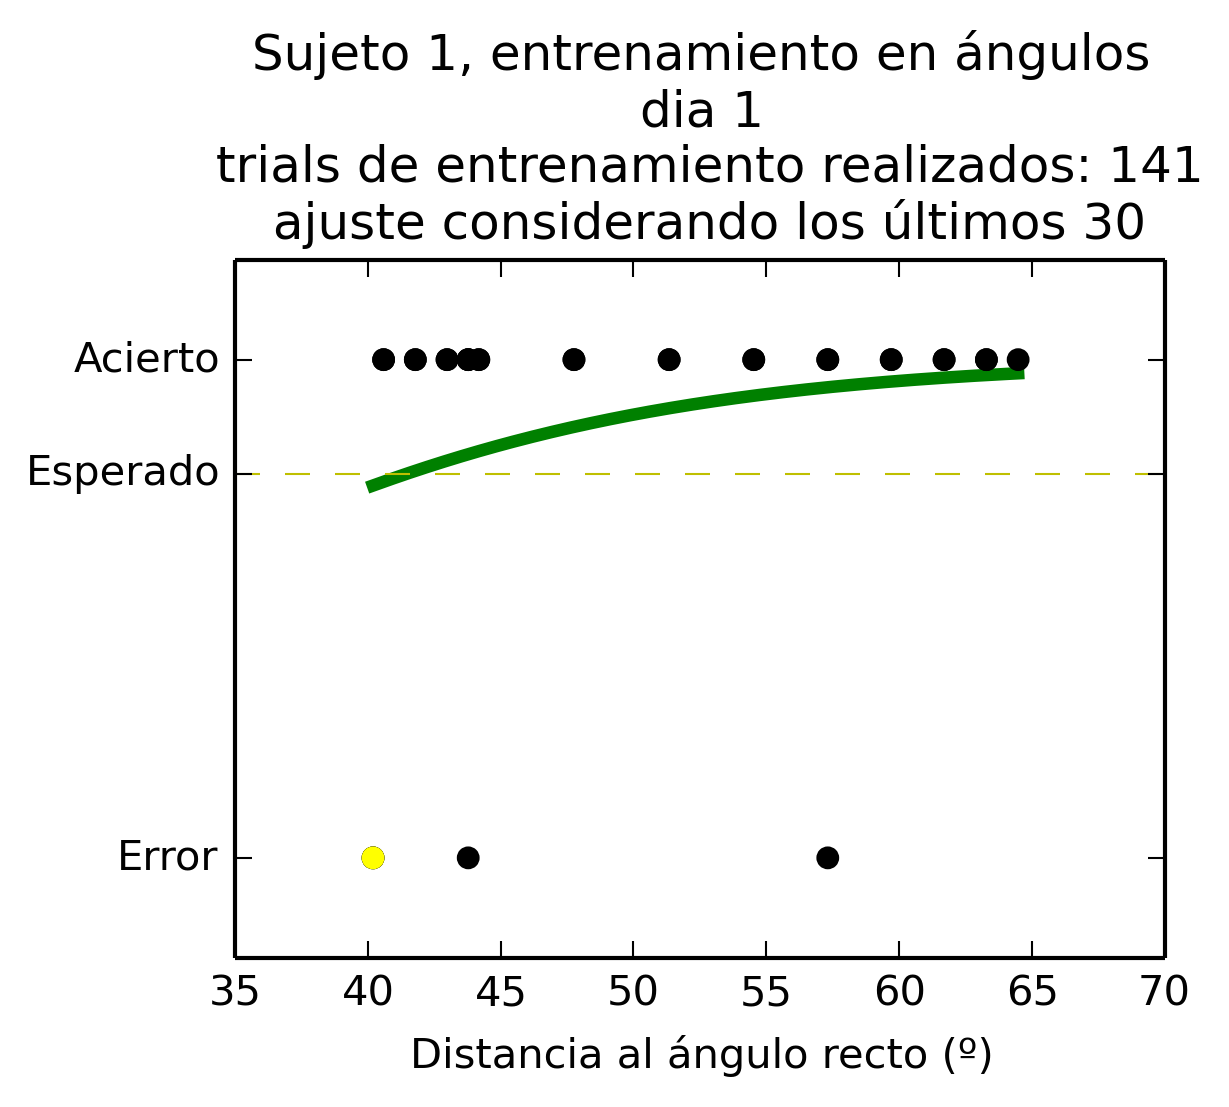 Sujeto 1, entrenamiento en ángulos
dia 1
trials de entrenamiento realizados: 141
ajuste considerando los últimos 30
Acierto
Esperado
Error
35 40 45 50 55 60 65 70
Distancia al ángulo recto (º)